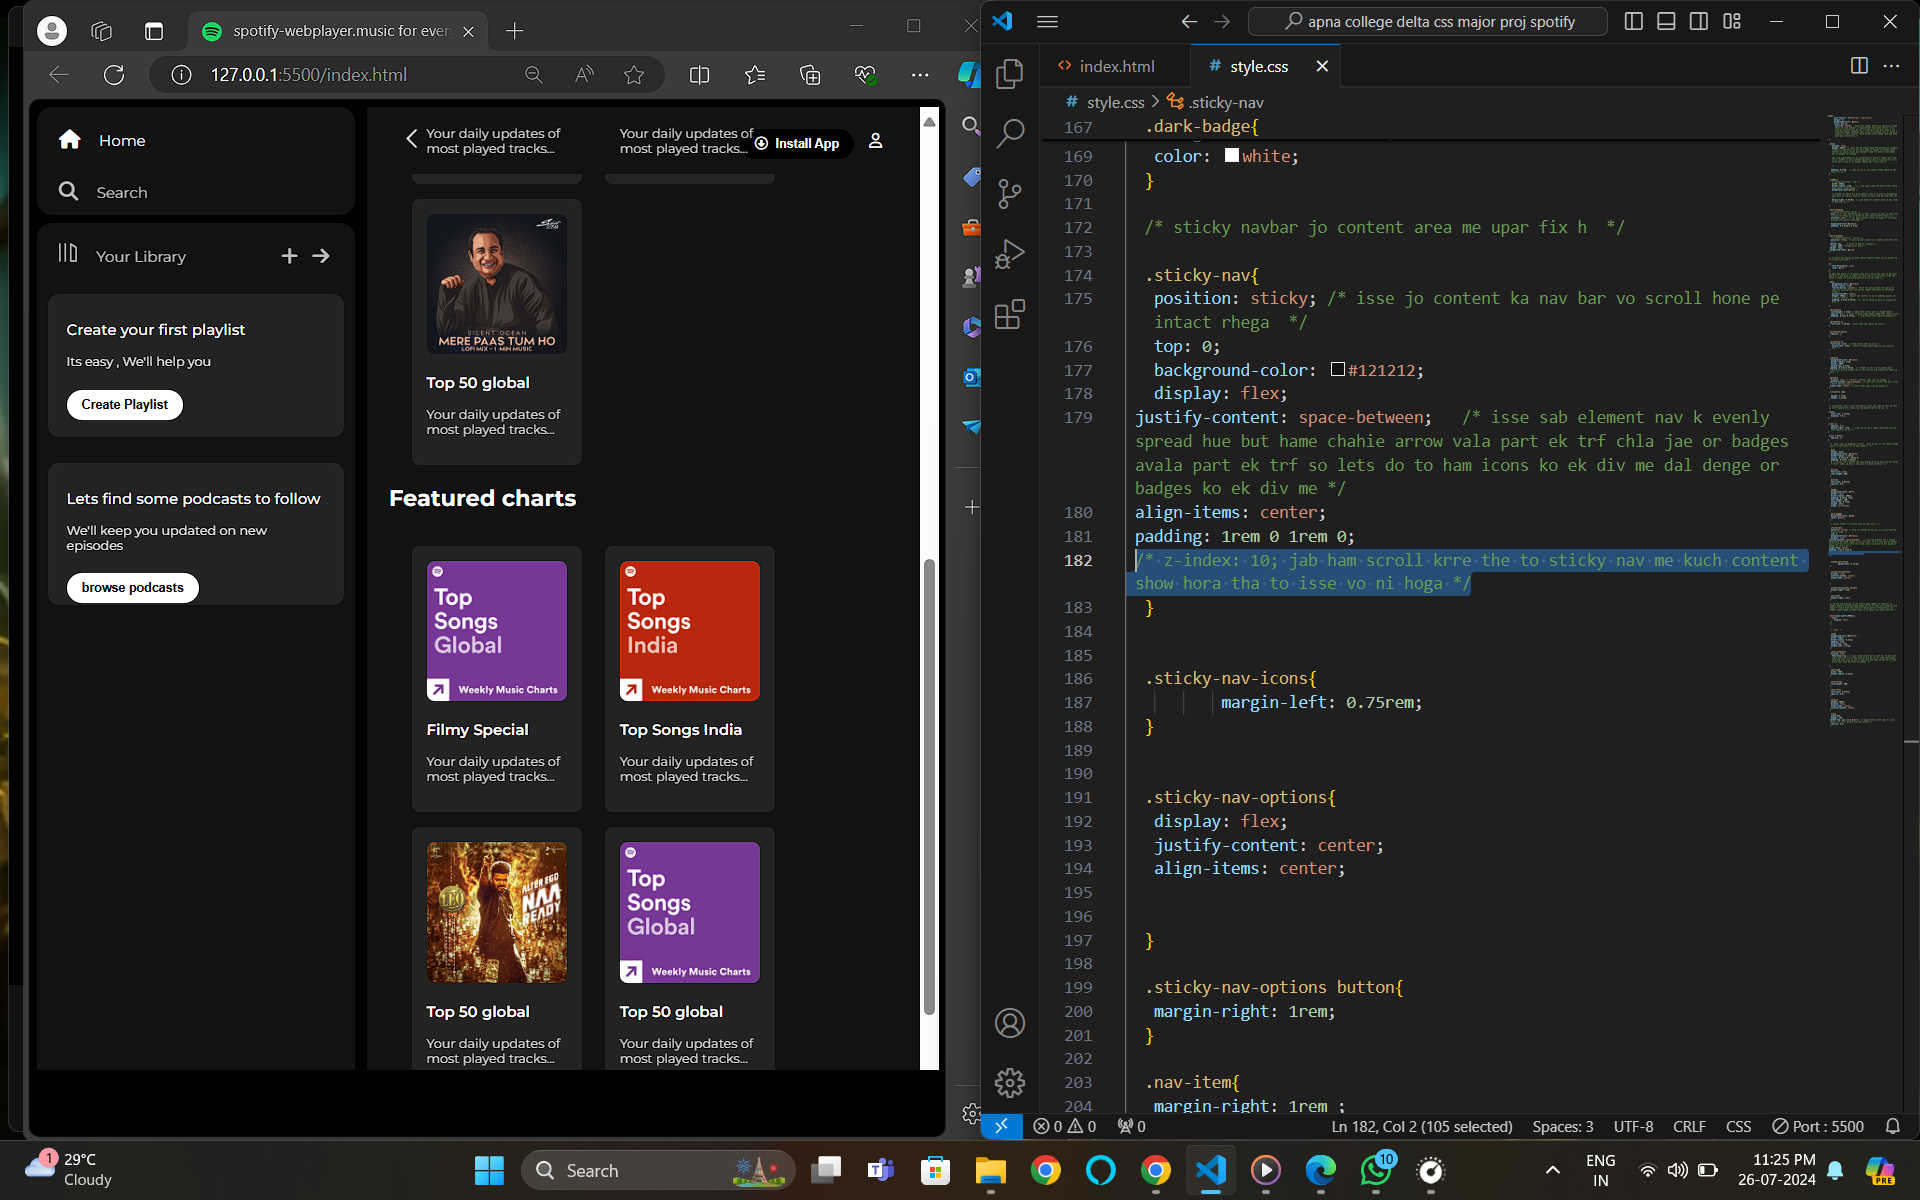 spotify-webplayer.music for ever
127.0.0.1:5500/index.html
Home
Search
Your Library
Create your first playlist
Its easy , We'll help you
Create Playlist
Lets find some podcasts to follow
We'll keep you updated on new
episodes
browse podcasts
Your daily updates of
most played tracks...
Your daily updates of
most played tracks...
Install App
SILENT OCEAN
MERE PAAS TUM HO
LOFI MIX - 1 MIN MUSIC
Top 50 global
Your daily updates of
most played tracks...
Featured charts
Top
Songs
Global
Weekly Music Charts
Filmy Special
Your daily updates of
most played tracks...
Top
Songs
India
Weekly Music Charts
Top Songs India
Your daily updates of
most played tracks...
LEO
ALTER EGO
NAA
READY
Top 50 global
Your daily updates of
most played tracks...
Top
Songs
Global
Weekly Music Charts
Top 50 global
Your daily updates of
most played tracks...
apna college delta css major proj spotify
index.html
# style.css
# style.css > .sticky-nav
167 .dark-badge{
169 color: white;
170 }
171
172 /* sticky navbar jo content area me upar fix h */
173
174 .sticky-nav{
175 position: sticky; /* isse jo content ka nav bar vo scroll hone pe
intact rhega */
176 top: 0;
177 background-color: #121212;
178 display: flex;
179 justify-content: space-between; /* isse sab element nav k evenly
spread hue but hame chahie arrow vala part ek trf chla jae or badges
avala part ek trf so lets do to ham icons ko ek div me dal denge or
badges ko ek div me */
180 align-items: center;
181 padding: 1rem 0 1rem 0;
182 /* z-index: 10; jab ham scroll krre the to sticky nav me kuch content
show hora tha to isse vo ni hoga */
183 }
184
185
186 .sticky-nav-icons{
187 margin-left: 0.75rem;
188 }
189
190
191 .sticky-nav-options{
192 display: flex;
193 justify-content: center;
194 align-items: center;
195
196
197 }
198
199 .sticky-nav-options button{
200 margin-right: 1rem;
201 }
202
203 .nav-item{
204 margin-right: 1rem ;
0 0 0
Ln 182, Col 2 (105 selected)
Spaces: 3
UTF-8
CRLF
CSS
Port : 5500
1
29°C
Cloudy
Search
10
ENG
IN
11:25 PM
26-07-2024
PRE